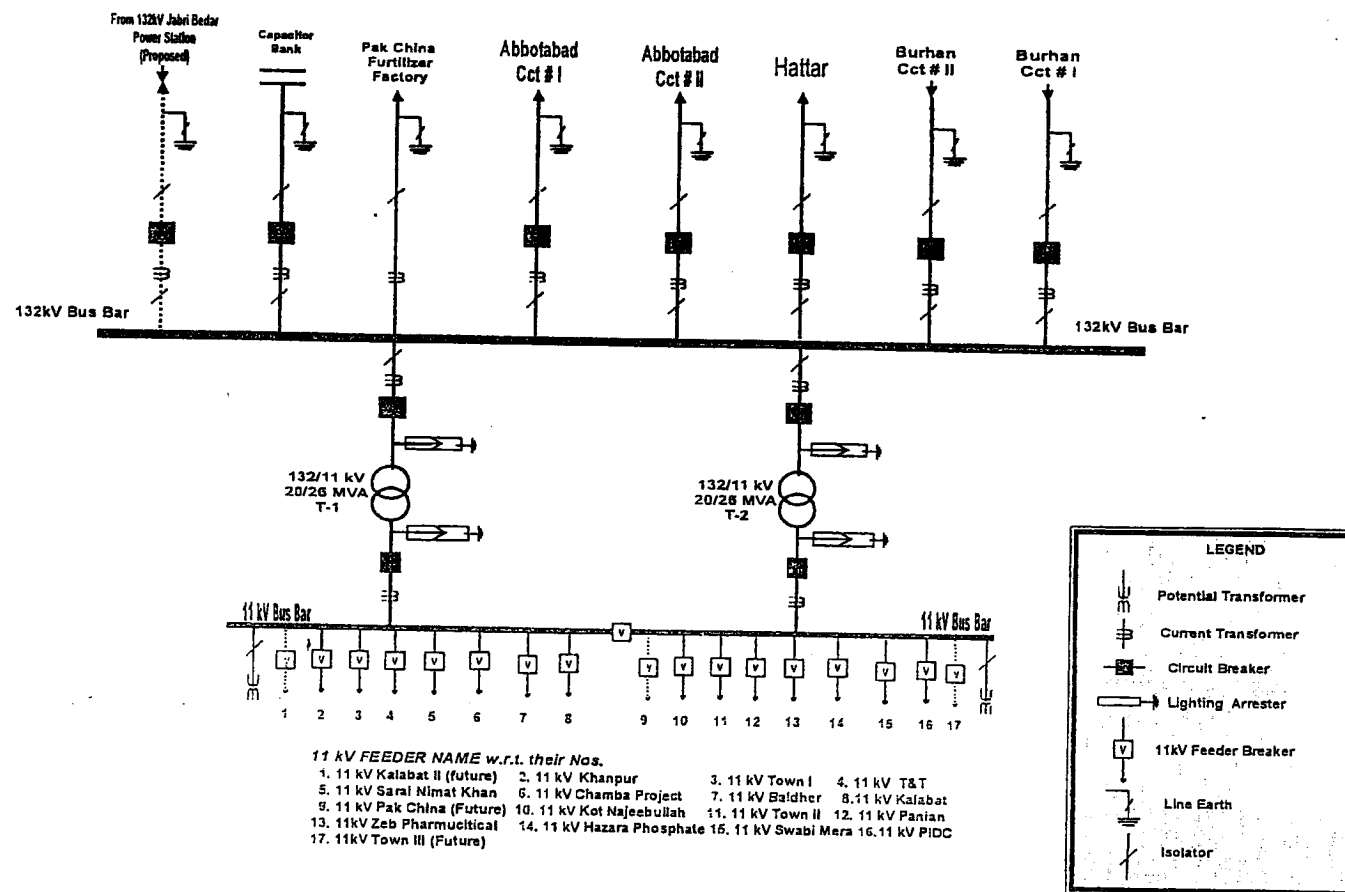 From 132kV Jabri Bedar
Power Station
(Proposed)
Capacitor
Bank
Pak China
Furtilizer
Factory
Abbotabad
Cct # I
Abbotabad
Cct # II
Hattar
Burhan
Cct # II
Burhan
Cct # I
132kV Bus Bar
132kV Bus Bar
132/11 kV
20/26 MVA
T-1
132/11 kV
20/26 MVA
T-2
11 kV Bus Bar
11 kV Bus Bar
V
V V V V V V V V V V V V V V V V V
1 2 3 4 5 6 7 8 9 10 11 12 13 14 15 16 17
11 kV FEEDER NAME w.r.t. their Nos.
1. 11 kV Kalabat II (future) 2. 11 kV Khanpur 3. 11 kV Town I 4. 11 kV T&T
5. 11 kV Sarai Nimat Khan 6. 11 kV Chamba Project 7. 11 kV Baldher 8.11 kV Kalabat
9. 11 kV Pak China (Future) 10. 11 kV Kot Najeebullah 11. 11 kV Town II 12. 11 kV Panian
13. 11kV Zeb Pharmucitical 14. 11 kV Hazara Phosphate 15. 11 kV Swabi Mera 16.11 kV PIDC
17. 11kV Town III (Future)
LEGEND
Potential Transformer
Current Transformer
Circuit Breaker
Lighting Arrester
V
11kV Feeder Breaker
Line Earth
Isolator